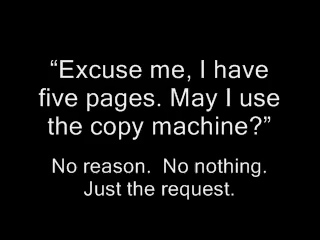 “Excuse me, I have
five pages. May I use
the copy machine?”
No reason.  No nothing.
Just the request.